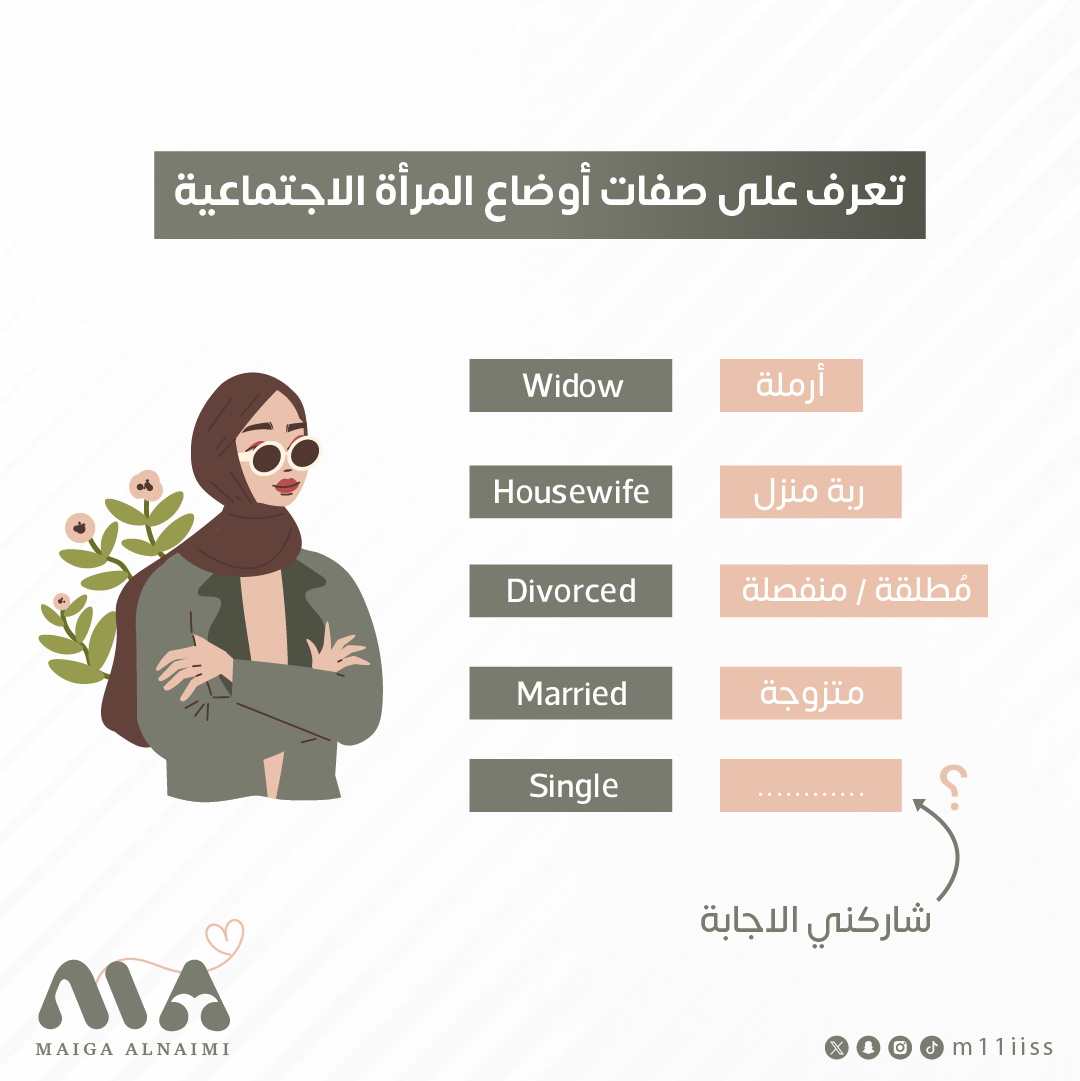 تعرف على صفات أوضاع المرأة الاجتماعية
Widow أرملة
Housewife ربة منزل
Divorced مُطلقة / منفصلة
Married متزوجة
Single ............ ؟
شاركني الاجابة
MA
MAIGA ALNAIMI
m11iiss